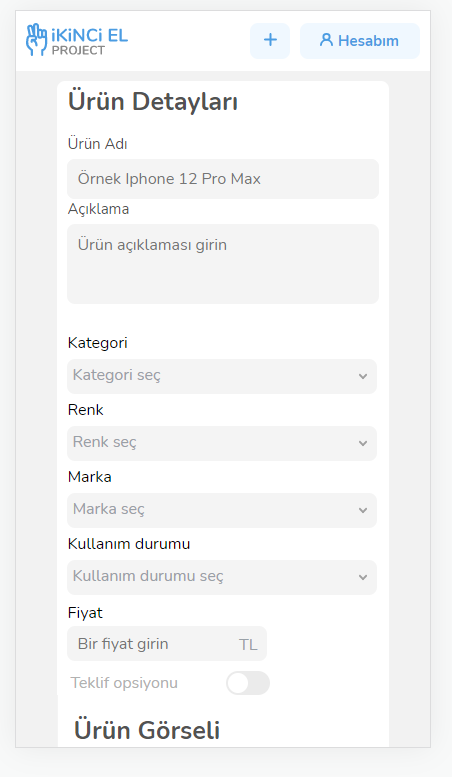 iKiNCi EL
PROJECT
+ Hesabım
Ürün Detayları
Ürün Adı
Örnek Iphone 12 Pro Max
Açıklama
Ürün açıklaması girin
Kategori
Kategori seç
Renk
Renk seç
Marka
Marka seç
Kullanım durumu
Kullanım durumu seç
Fiyat
Bir fiyat girin TL
Teklif opsiyonu
Ürün Görseli